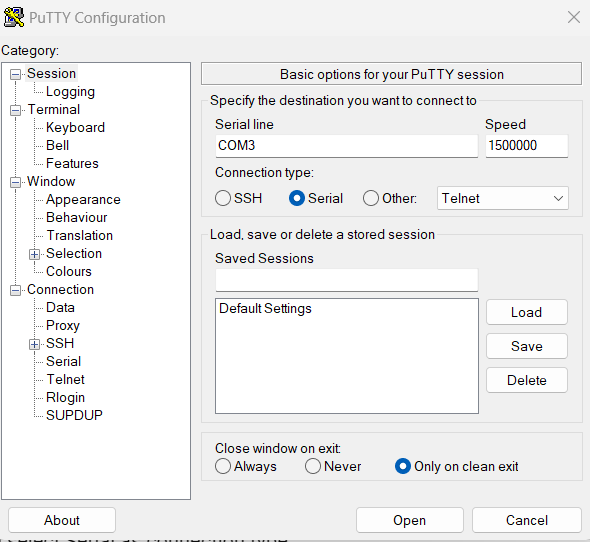 PuTTY Configuration
Category:
Session
Logging
Terminal
Keyboard
Bell
Features
Window
Appearance
Behaviour
Translation
Selection
Colours
Connection
Data
Proxy
SSH
Serial
Telnet
Rlogin
SUPDUP
Basic options for your PuTTY session
Specify the destination you want to connect to
Serial line Speed
COM3 1500000
Connection type:
SSH Serial Other: Telnet
Load, save or delete a stored session
Saved Sessions
Default Settings
Load
Save
Delete
Close window on exit:
Always Never Only on clean exit
About Open Cancel